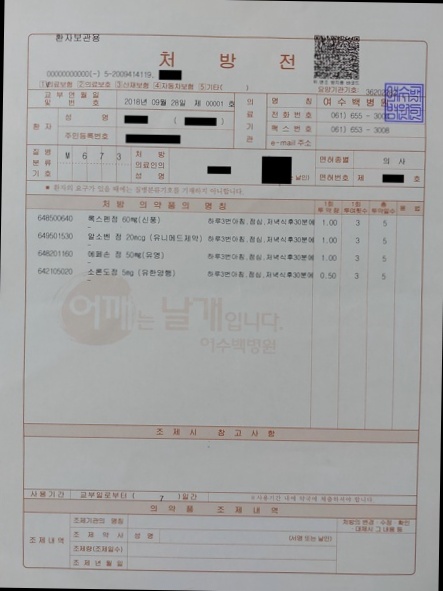 환자보관용
처 방 전
00000000000(-) 5-2009414119,
①의료보험 ②의료보호 ③산재보험 ④자동차보험 ⑤기타( )
요양기관기호:
교 부 년 월 일 및 번 호 2018년 09월 28일 제 00001 호
의료기관 명 칭 여수백병원
환자 성 명 ( )
전화번호 061) 655 - 300
주민등록번호
팩스번호 061) 653 - 3008
e-mail 주소
질병분류기호 M 6 7 3
처 방 의료인의 성 명
면허종별 의 사
면허번호 제 호
* 환자의 요구가 있을 때에는 질병분류기호를 기재하지 아니합니다.
처 방 의약품의 명칭 1회투약량 1회투여횟수 총투약일수 용 법
648500640 록스펜정 60mg(신풍) 하루3번아침,점심,저녁식후30분에 1.00 3 5
649501530 알소벤 정 20mcg (유니메드제약) 하루3번아침,점심,저녁식후30분에 1.00 3 5
648201160 에페손 정 50mg(유영) 하루3번아침,점심,저녁식후30분에 1.00 3 5
642105020 소론도정 5mg (유한양행) 하루3번아침,점심,저녁식후30분에 0.50 3 5
어깨는 날개입니다.
여수백병원
조 제 시 참 고 사 항
사용기간 교부일로부터 ( 7 )일간 ※사용기간 내에 약국에 제출하셔야 합니다.
의 약 품 조 제 내 역
조제내역 조제기관의 명칭
처방의 변경·수정·확인
대체시 그 내용 등
조 제 약 사 성 명 (서명 또는 날인)
조제량(조제일수)
조 제 년 월 일